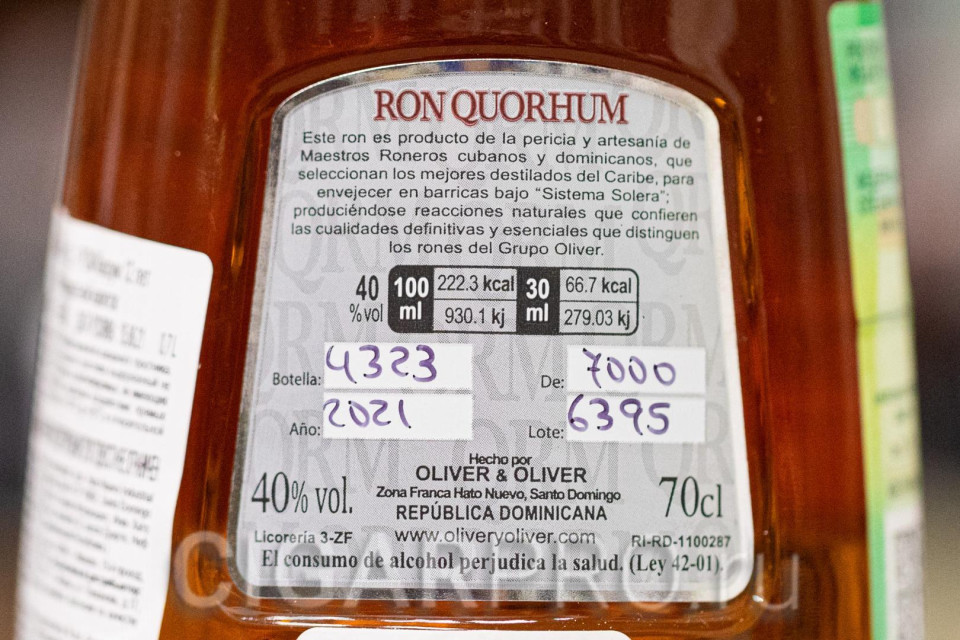 RON QUORHUM
Este ron es producto de la pericia y artesanía de
Maestros Roneros cubanos y dominicanos, que
seleccionan los mejores destilados del Caribe, para
envejecer en barricas bajo “Sistema Solera”;
produciéndose reacciones naturales que confieren
las cualidades definitivas y esenciales que distinguen
los rones del Grupo Oliver.
40 %vol 100 ml 222.3 kcal 930.1 kj 30 ml 66.7 kcal 279.03 kj
Botella: 4323 De: 7000
Año: 2021 Lote: 6395
Hecho por
OLIVER & OLIVER
Zona Franca Hato Nuevo, Santo Domingo
REPÚBLICA DOMINICANA
40% vol. 70cl
Licorería 3-ZF www.oliveryoliver.com RI-RD-1100287
El consumo de alcohol perjudica la salud. (Ley 42-01).
CIGARPRO.ru